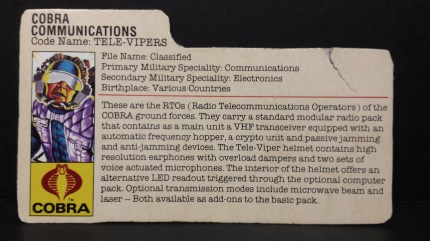 COBRA
COMMUNICATIONS
Code Name: TELE-VIPERS
File Name: Classified
Primary Military Speciality: Communications
Secondary Military Speciality: Electronics
Birthplace: Various Countries
These are the RTOs ( Radio Telecommunications Operators ) of the
COBRA ground forces. They carry a standard modular radio pack
that contains as a main unit a VHF transceiver equipped with an
automatic frequency hopper, a crypto unit and passive jamming
and anti-jamming devices. The Tele-Viper helmet contains high
resolution earphones with overload dampers and two sets of
voice actuated microphones. The interior of the helmet offers an
alternative LED readout triggered through the optional computer
pack. Optional transmission modes include microwave beam and
laser — Both available as add-ons to the basic pack.
COBRA